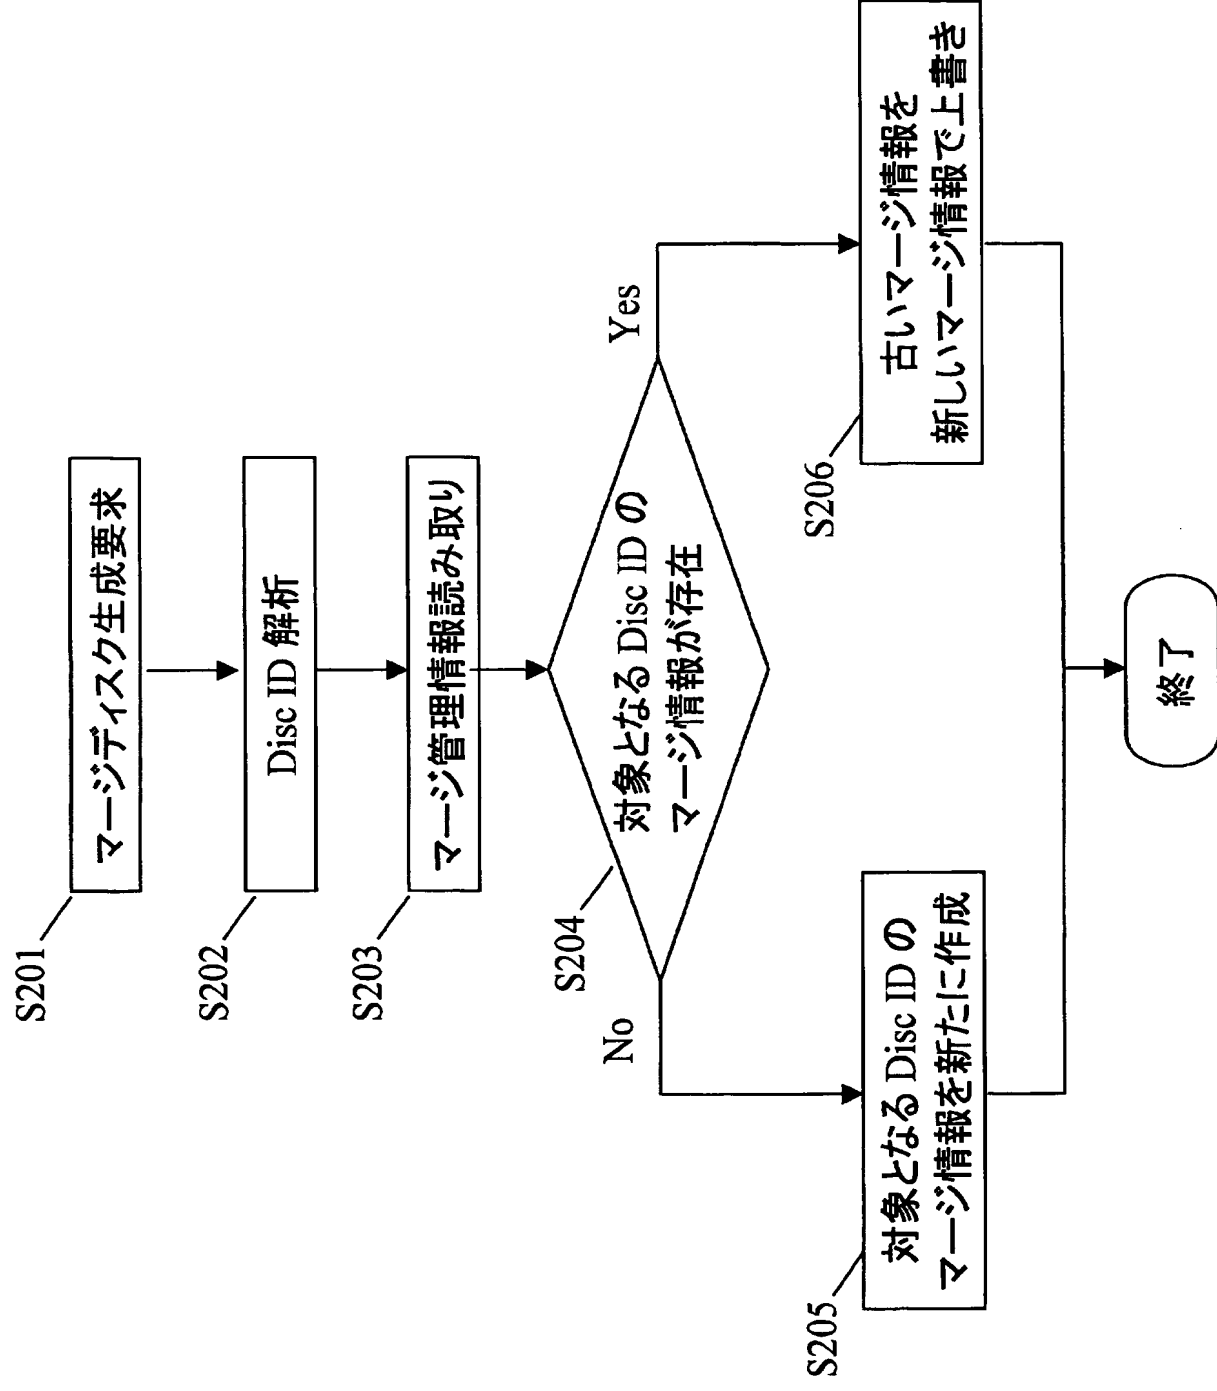 S201
マージディスク生成要求
S202
Disc ID 解析
S203
マージ管理情報読み取り
S204
対象となる Disc ID の
マージ情報が存在
No
Yes
S205
対象となる Disc ID の
マージ情報を新たに作成
S206
古いマージ情報を
新しいマージ情報で上書き
終了